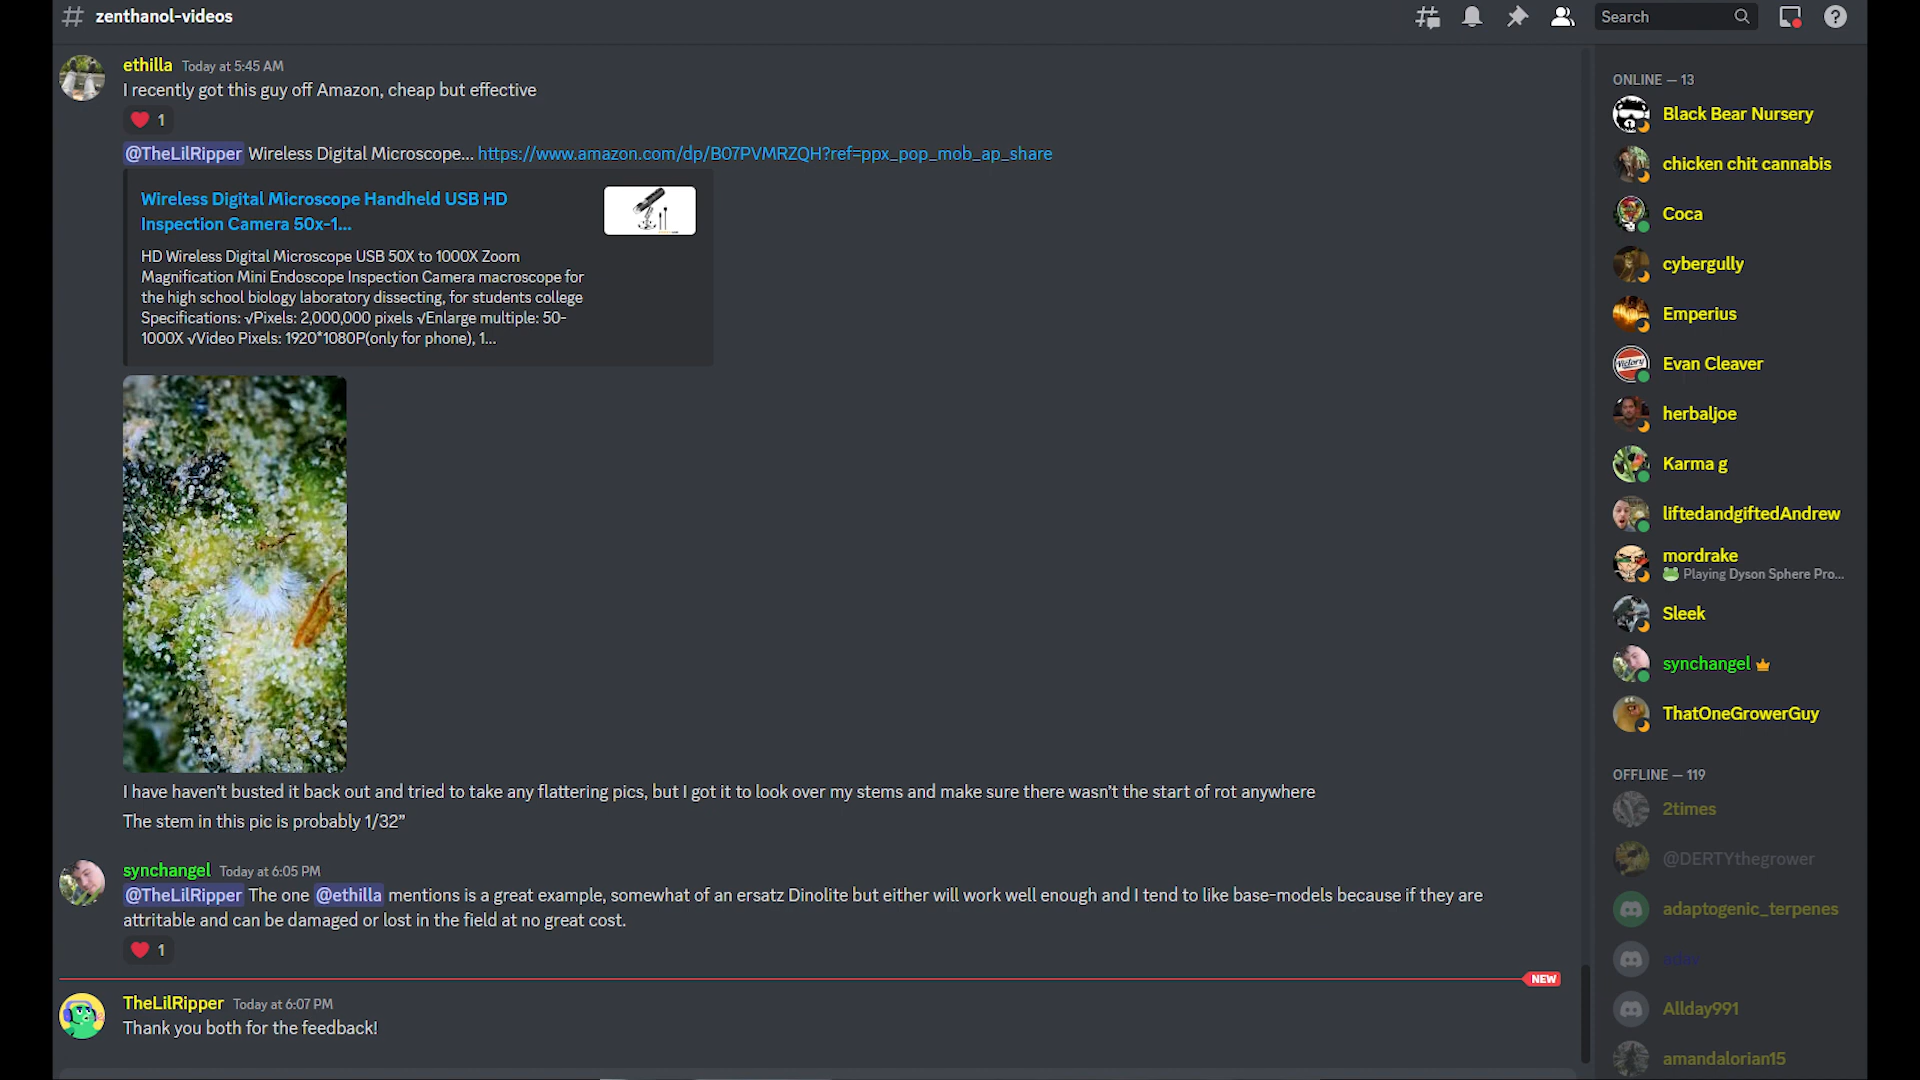 zenthanol-videos
Search
ethilla Today at 5:45 AM
I recently got this guy off Amazon, cheap but effective
1
@TheLilRipper Wireless Digital Microscope... https://www.amazon.com/dp/B07PVMRZQH?ref=ppx_pop_mob_ap_share
Wireless Digital Microscope Handheld USB HD
Inspection Camera 50x-1...
HD Wireless Digital Microscope USB 50X to 1000X Zoom
Magnification Mini Endoscope Inspection Camera macroscope for
the high school biology laboratory dissecting, for students college
Specifications: √Pixels: 2,000,000 pixels √Enlarge multiple: 50-
1000X √Video Pixels: 1920*1080P(only for phone), 1...
I have haven't busted it back out and tried to take any flattering pics, but I got it to look over my stems and make sure there wasn't the start of rot anywhere
The stem in this pic is probably 1/32”
synchangel Today at 6:05 PM
@TheLilRipper The one @ethilla mentions is a great example, somewhat of an ersatz Dinolite but either will work well enough and I tend to like base-models because if they are
attritable and can be damaged or lost in the field at no great cost.
1
NEW
TheLilRipper Today at 6:07 PM
Thank you both for the feedback!
ONLINE — 13
Black Bear Nursery
chicken chit cannabis
Coca
cybergully
Emperius
Victory
Evan Cleaver
herbaljoe
Karma g
liftedandgiftedAndrew
mordrake
Playing Dyson Sphere Pro...
Sleek
synchangel
ThatOneGrowerGuy
OFFLINE — 119
2times
@DERTYthegrower
adaptogenic_terpenes
Allday991
amandalorian15